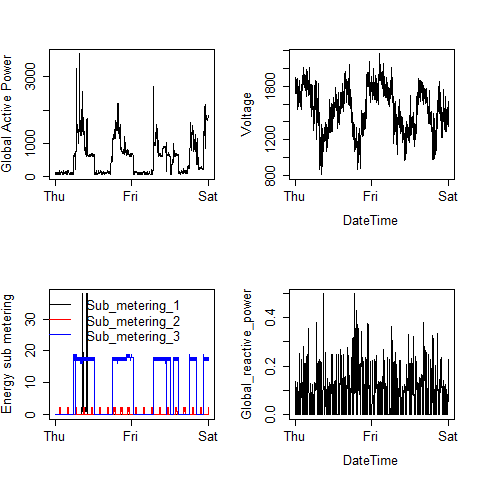 Global Active Power
0 1000 3000
Thu Fri Sat
Voltage
800 1200 1800
Thu Fri Sat
DateTime
Energy sub metering
0 10 20 30
Sub_metering_1
Sub_metering_2
Sub_metering_3
Thu Fri Sat
Global_reactive_power
0.0 0.2 0.4
Thu Fri Sat
DateTime